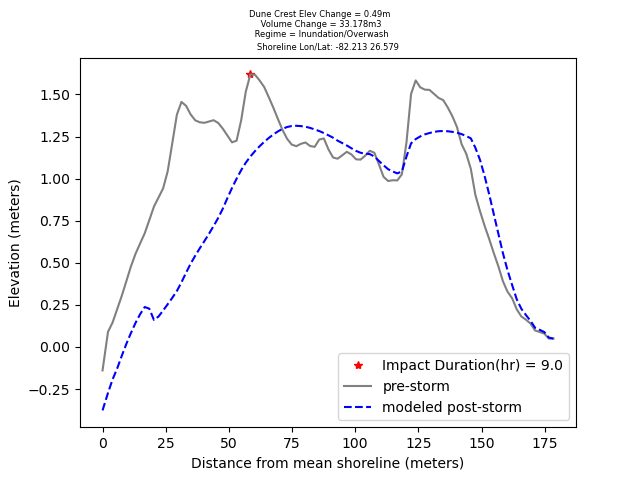 Dune Crest Elev Change = 0.49m
Volume Change = 33.178m3
Regime = Inundation/Overwash
Shoreline Lon/Lat: -82.213 26.579
Elevation (meters)
1.50
1.25
1.00
0.75
0.50
0.25
0.00
−0.25
Impact Duration(hr) = 9.0
pre-storm
modeled post-storm
0 25 50 75 100 125 150 175
Distance from mean shoreline (meters)